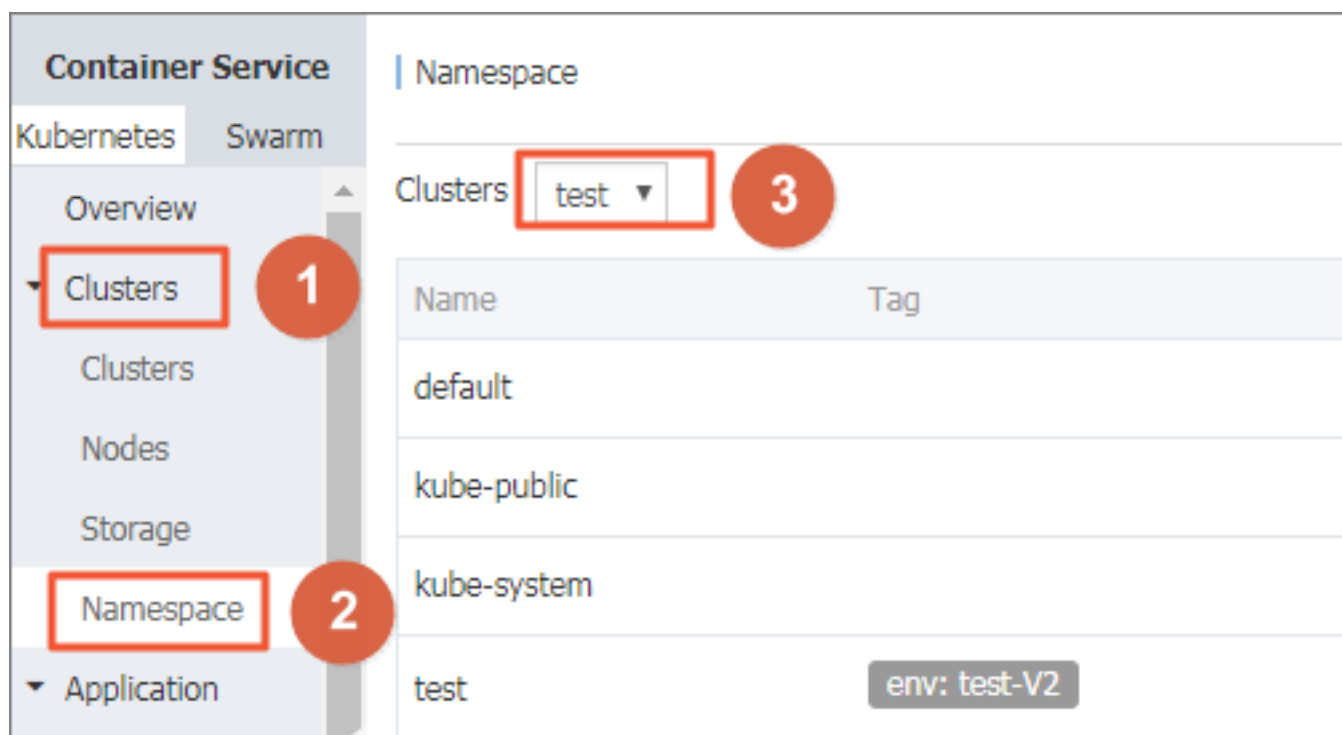 Container Service
Kubernetes Swarm
Overview
Clusters
1
Clusters
Nodes
Storage
Namespace
2
Application
Namespace
Clusters test
3
Name Tag
default
kube-public
kube-system
test env: test-V2